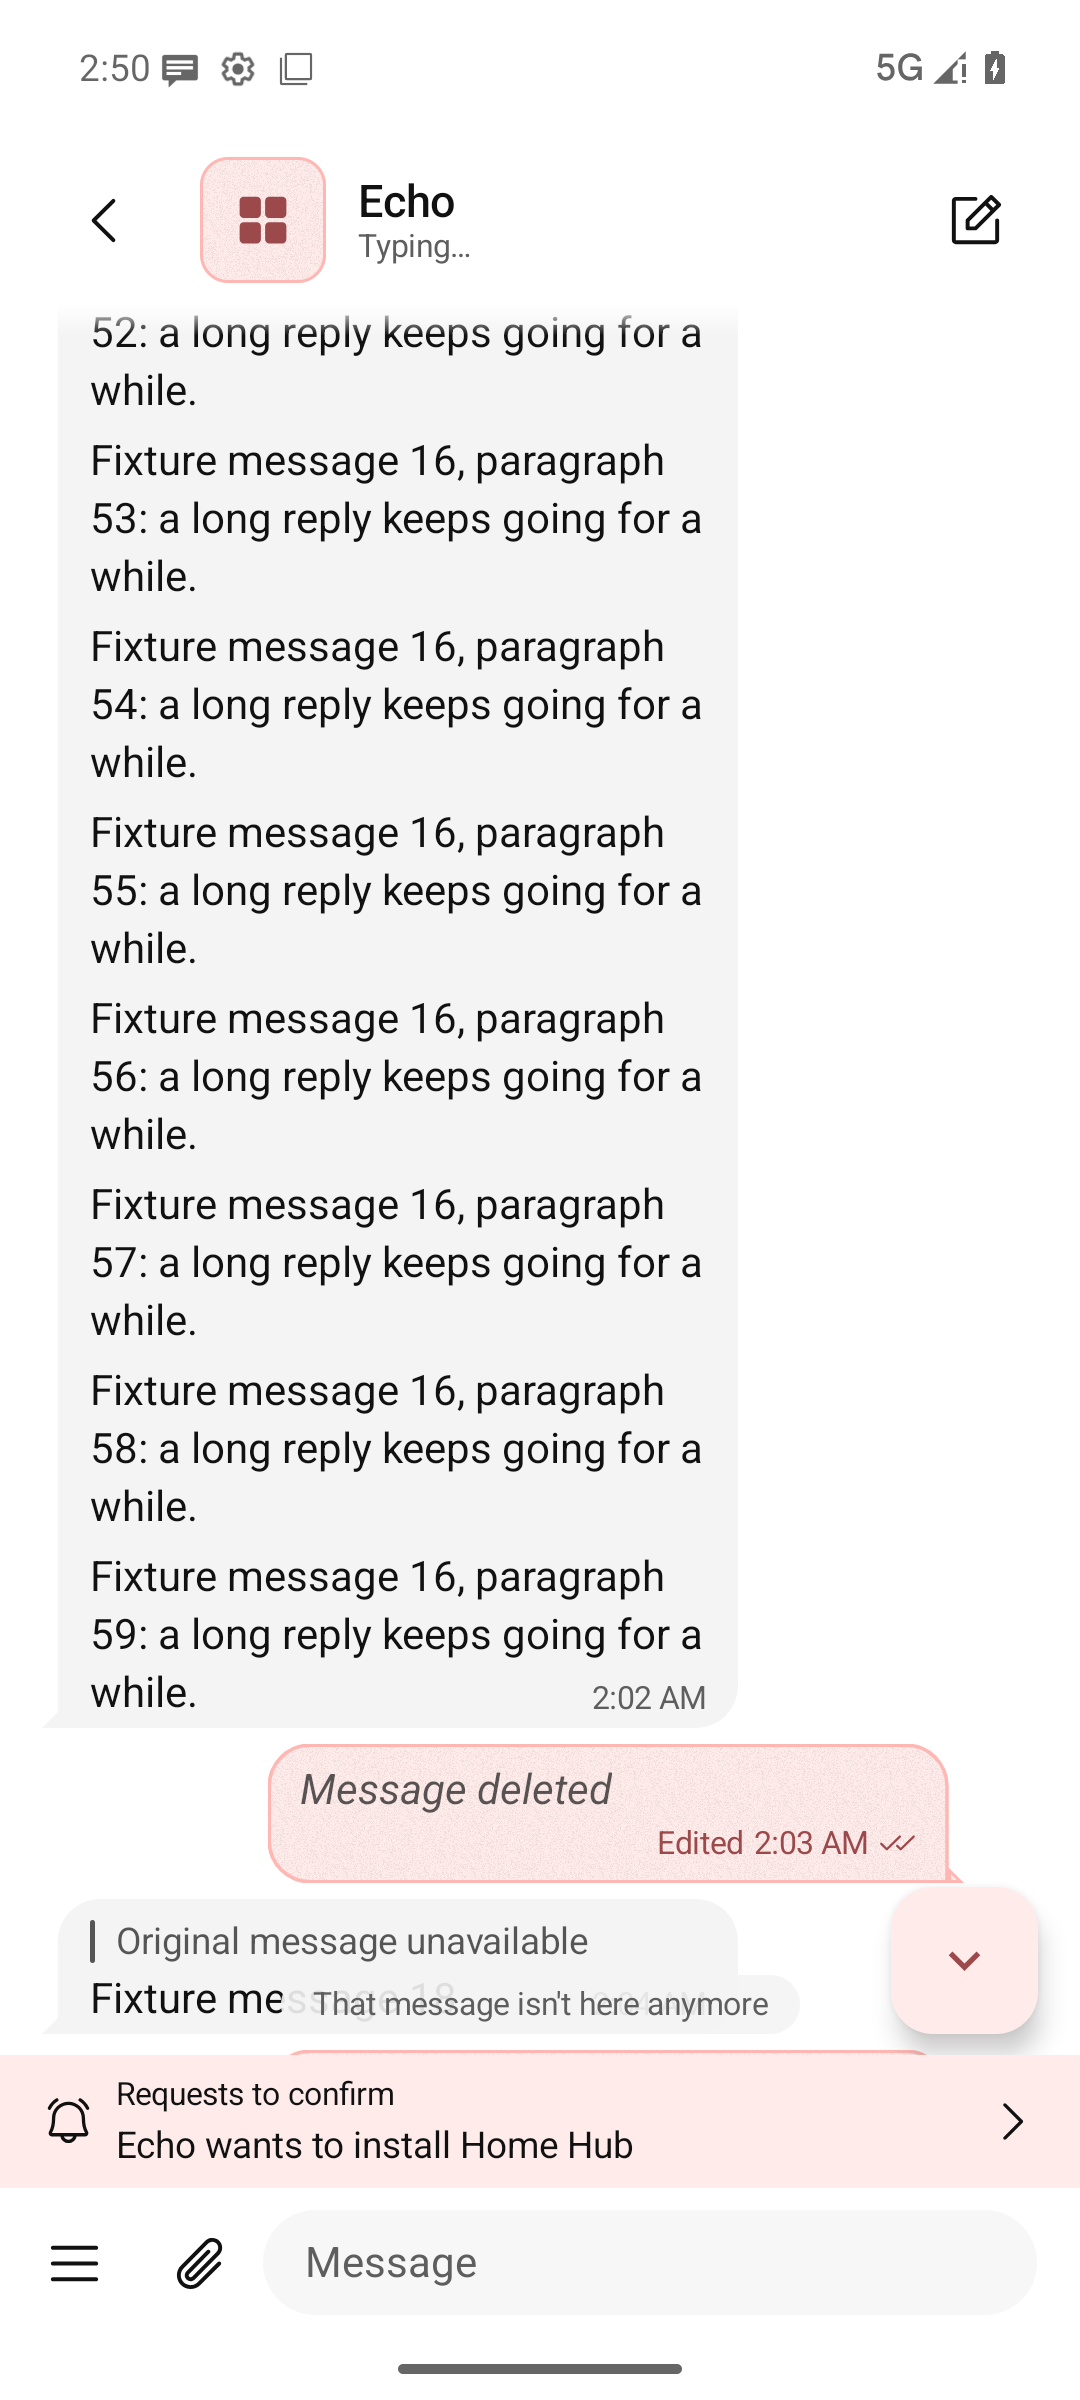 2:50
5G
Echo
Typing...
52: a long reply keeps going for a
while.
Fixture message 16, paragraph
53: a long reply keeps going for a
while.
Fixture message 16, paragraph
54: a long reply keeps going for a
while.
Fixture message 16, paragraph
55: a long reply keeps going for a
while.
Fixture message 16, paragraph
56: a long reply keeps going for a
while.
Fixture message 16, paragraph
57: a long reply keeps going for a
while.
Fixture message 16, paragraph
58: a long reply keeps going for a
while.
Fixture message 16, paragraph
59: a long reply keeps going for a
while.
2:02 AM
Message deleted
Edited 2:03 AM
Original message unavailable
Fixture message 18
That message isn't here anymore
Requests to confirm
Echo wants to install Home Hub
Message